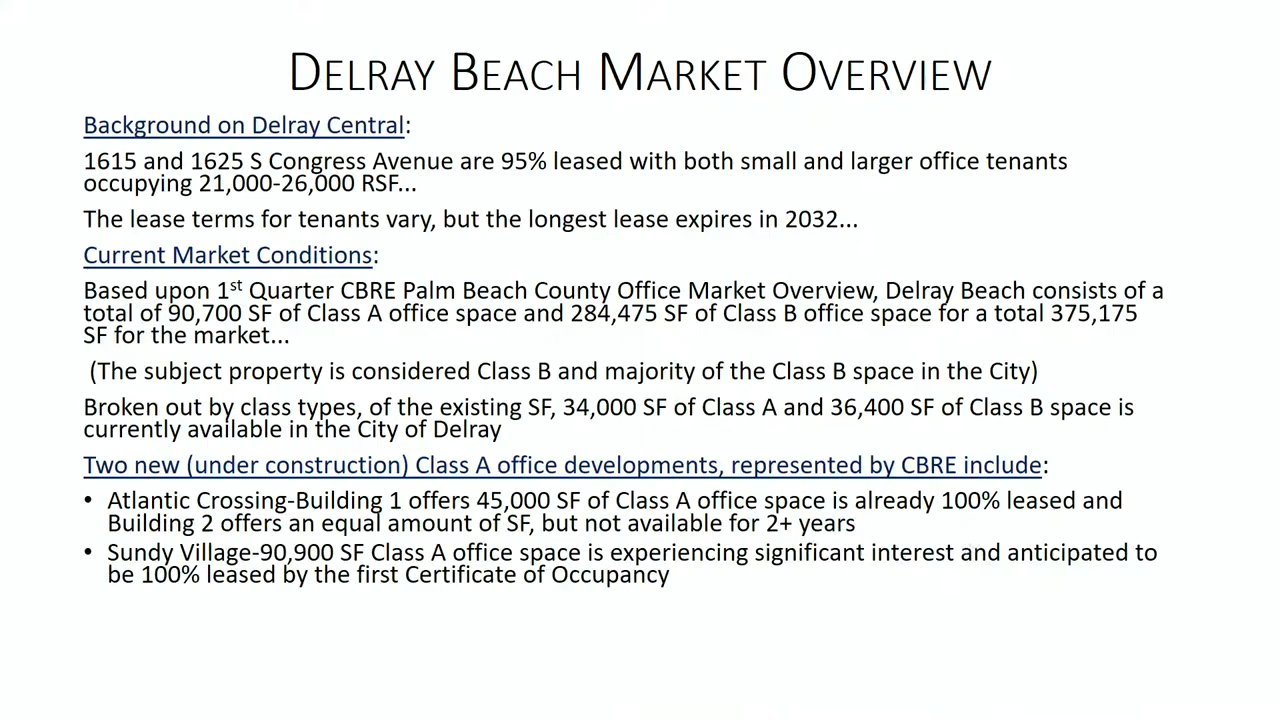 DELRAY BEACH MARKET OVERVIEW
Background on Delray Central:
1615 and 1625 S Congress Avenue are 95% leased with both small and larger office tenants
occupying 21,000-26,000 RSF...
The lease terms for tenants vary, but the longest lease expires in 2032...
Current Market Conditions:
Based upon 1st Quarter CBRE Palm Beach County Office Market Overview, Delray Beach consists of a
total of 90,700 SF of Class A office space and 284,475 SF of Class B office space for a total 375,175
SF for the market...
(The subject property is considered Class B and majority of the Class B space in the City)
Broken out by class types, of the existing SF, 34,000 SF of Class A and 36,400 SF of Class B space is
currently available in the City of Delray
Two new (under construction) Class A office developments, represented by CBRE include:
• Atlantic Crossing-Building 1 offers 45,000 SF of Class A office space is already 100% leased and
Building 2 offers an equal amount of SF, but not available for 2+ years
• Sundy Village-90,900 SF Class A office space is experiencing significant interest and anticipated to
be 100% leased by the first Certificate of Occupancy